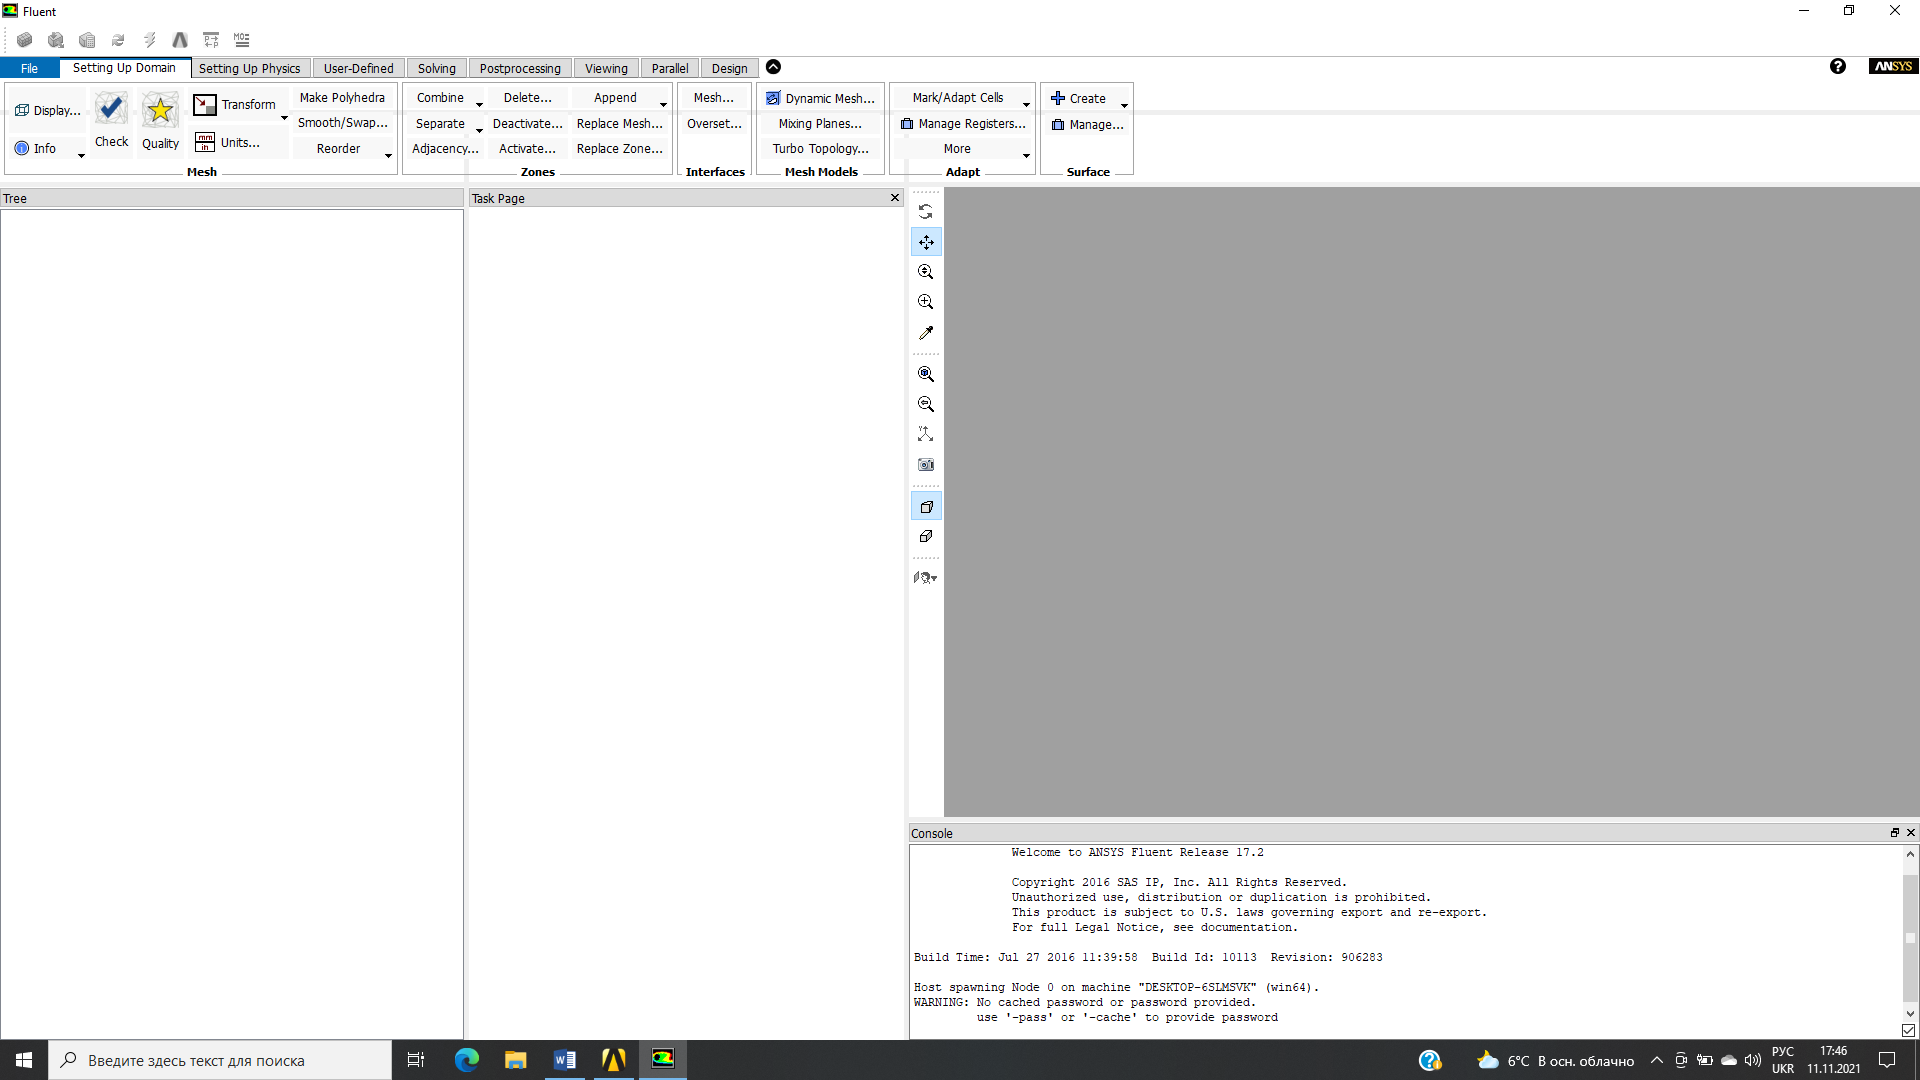 Fluent
File Setting Up Domain Setting Up Physics User-Defined Solving Postprocessing Viewing Parallel Design ANSYS
Display... Check Quality Transform Make Polyhedra
Info Units... Smooth/Swap...
Reorder
Mesh
Combine Delete... Append
Separate Deactivate... Replace Mesh...
Adjacency... Activate... Replace Zone...
Zones
Mesh...
Overset...
Interfaces
Dynamic Mesh...
Mixing Planes...
Turbo Topology...
Mesh Models
Mark/Adapt Cells
Manage Registers...
More
Adapt
Create
Manage...
Surface
Tree
Task Page
Console
Welcome to ANSYS Fluent Release 17.2
Copyright 2016 SAS IP, Inc. All Rights Reserved.
Unauthorized use, distribution or duplication is prohibited.
This product is subject to U.S. laws governing export and re-export.
For full Legal Notice, see documentation.
Build Time: Jul 27 2016 11:39:58 Build Id: 10113 Revision: 906283
Host spawning Node 0 on machine "DESKTOP-6SLMSVK" (win64).
WARNING: No cached password or password provided.
use '-pass' or '-cache' to provide password
Введите здесь текст для поиска
6°C В осн. облачно
РУС
UKR
17:46
11.11.2021